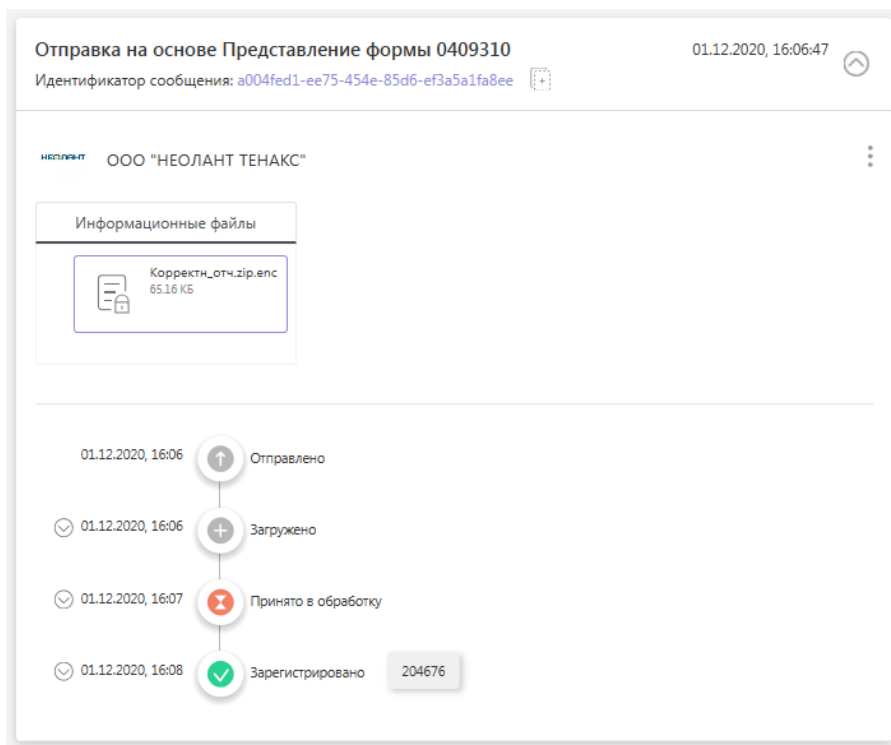 Отправка на основе Представление формы 0409310
01.12.2020, 16:06:47
Идентификатор сообщения: a004fed1-ee75-454e-85d6-ef3a5a1fa8ee
НЕОЛАНТ
ООО "НЕОЛАНТ ТЕНАКС"
Информационные файлы
Корректн_отч.zip.enc
65.16 КБ
01.12.2020, 16:06 Отправлено
01.12.2020, 16:06 Загружено
01.12.2020, 16:07 Принято в обработку
01.12.2020, 16:08 Зарегистрировано 204676